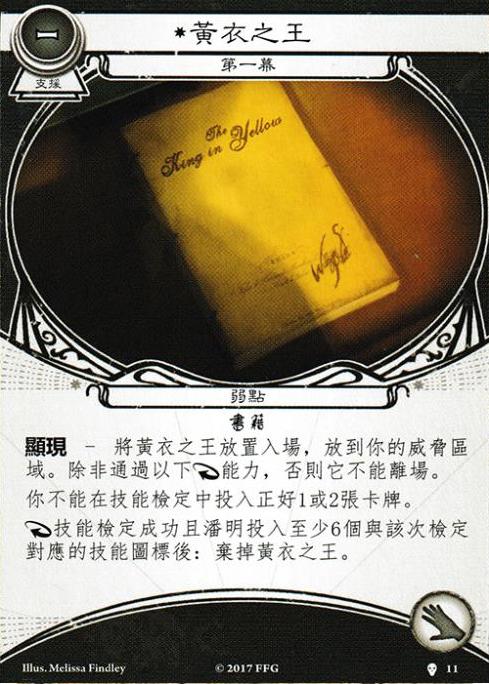 黃衣之王
第一幕
支援
The
King in Yellow
弱點
書籍
顯現 – 將黃衣之王放置入場，放到你的威脅區
域。除非通過以下能力，否則它不能離場。
你不能在技能檢定中投入正好1或2張卡牌。
技能檢定成功且潘明投入至少6個與該次檢定
對應的技能圖標後：棄掉黃衣之王。
Illus. Melissa Findley
© 2017 FFG
11